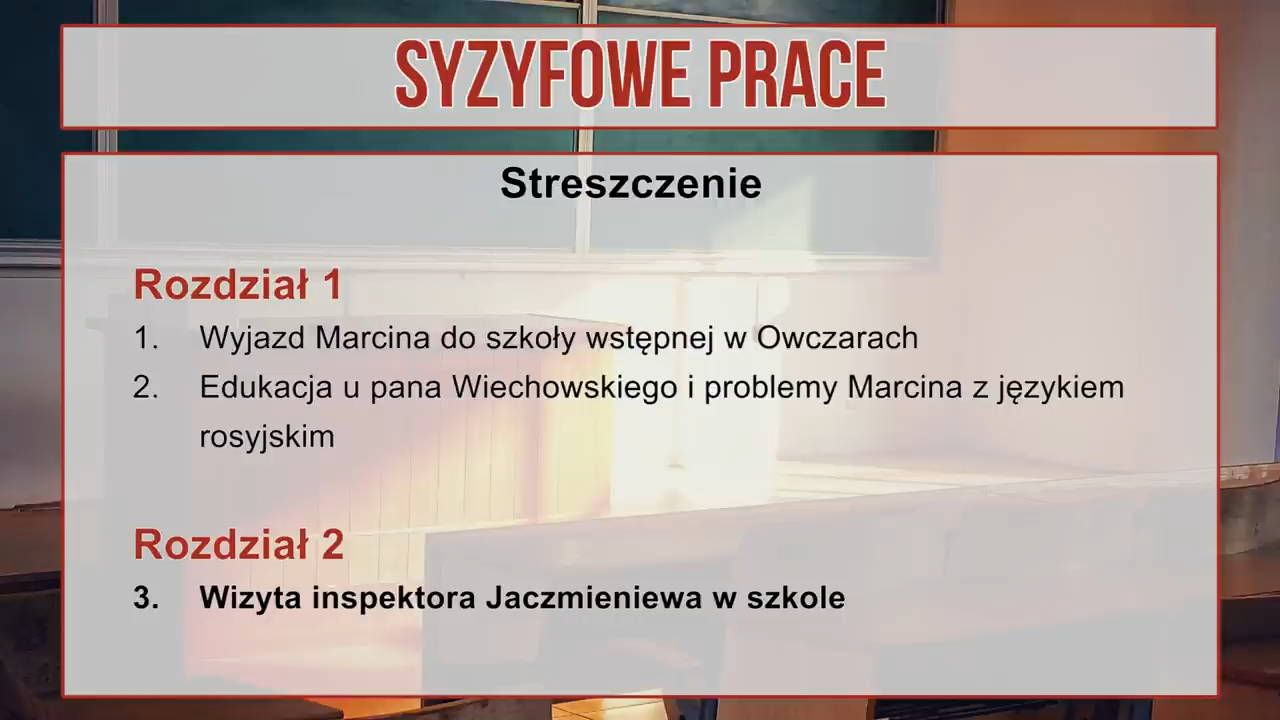 SYZYFOWE PRACE
Streszczenie
Rozdział 1
1. Wyjazd Marcina do szkoły wstępnej w Owczarach
2. Edukacja u pana Wiechowskiego i problemy Marcina z językiem
rosyjskim
Rozdział 2
3. Wizyta inspektora Jaczmieniewa w szkole